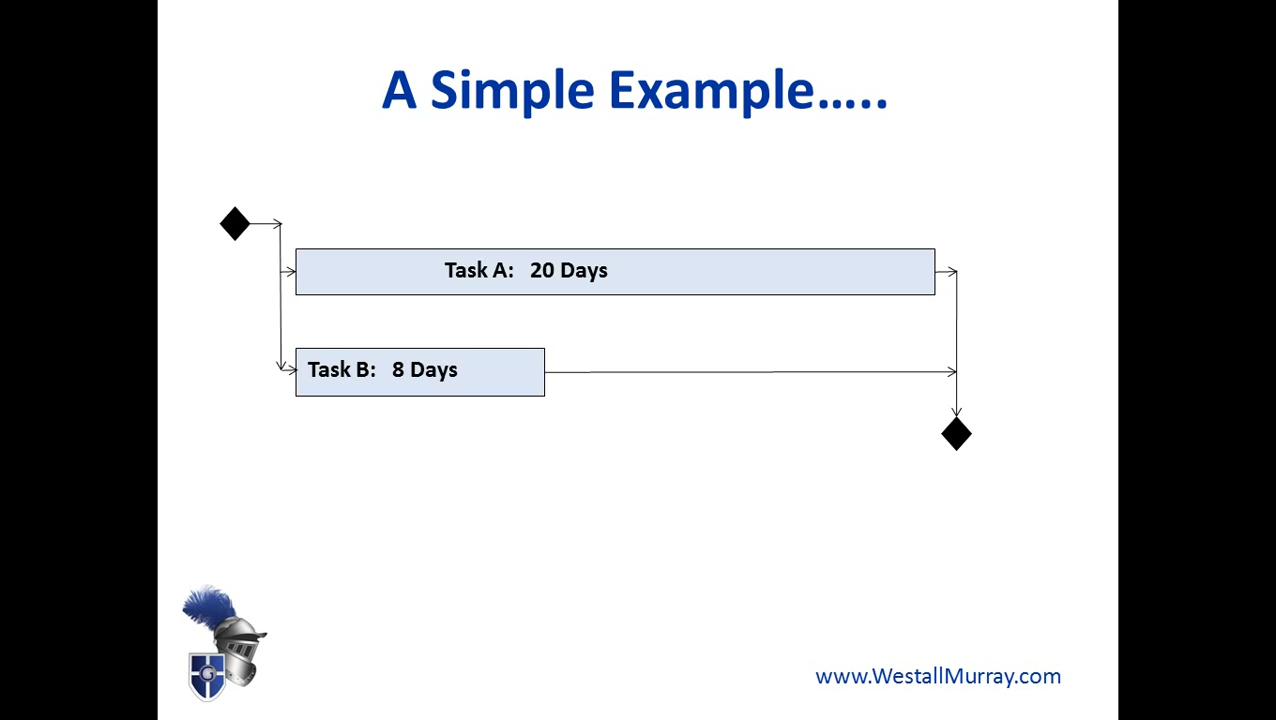 A Simple Example…..
Task A: 20 Days
Task B: 8 Days
G
www.WestallMurray.com